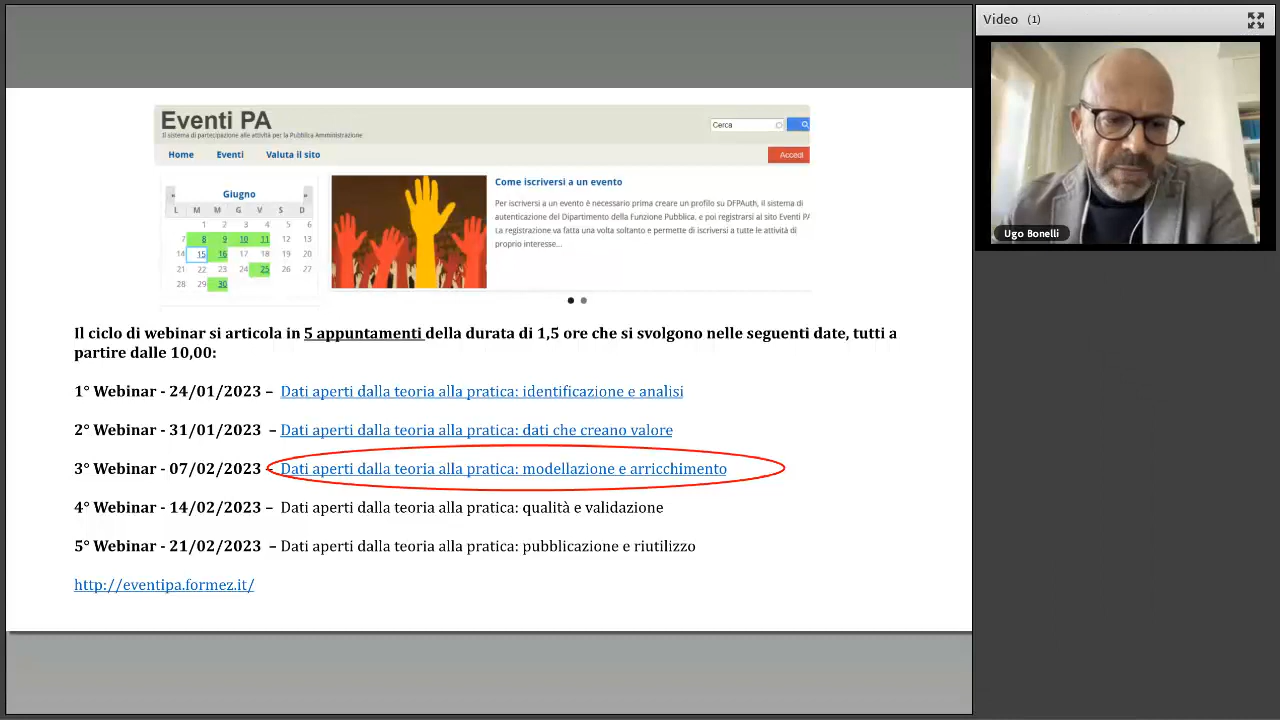 Video (1)
Ugo Bonelli
Eventi PA
Il sistema di partecipazione alle attività per la Pubblica Amministrazione
Cerca
Home Eventi Valuta il sito
Accedi
« Giugno »
L M M G V S D
1 2 3 4 5 6
7 8 9 10 11 12 13
14 15 16 17 18 19 20
21 22 23 24 25 26 27
28 29 30
Come iscriversi a un evento
Per iscriversi a un evento è necessario prima creare un profilo su DFPAuth, il sistema di
autenticazione del Dipartimento della Funzione Pubblica. e poi registrarsi al sito Eventi PA
La registrazione va fatta una volta soltanto e permette di iscriversi a tutte le attività di
proprio interesse...
Il ciclo di webinar si articola in 5 appuntamenti della durata di 1,5 ore che si svolgono nelle seguenti date, tutti a
partire dalle 10,00:
1° Webinar - 24/01/2023 – Dati aperti dalla teoria alla pratica: identificazione e analisi
2° Webinar - 31/01/2023 – Dati aperti dalla teoria alla pratica: dati che creano valore
3° Webinar - 07/02/2023 – Dati aperti dalla teoria alla pratica: modellazione e arricchimento
4° Webinar - 14/02/2023 – Dati aperti dalla teoria alla pratica: qualità e validazione
5° Webinar - 21/02/2023 – Dati aperti dalla teoria alla pratica: pubblicazione e riutilizzo
http://eventipa.formez.it/